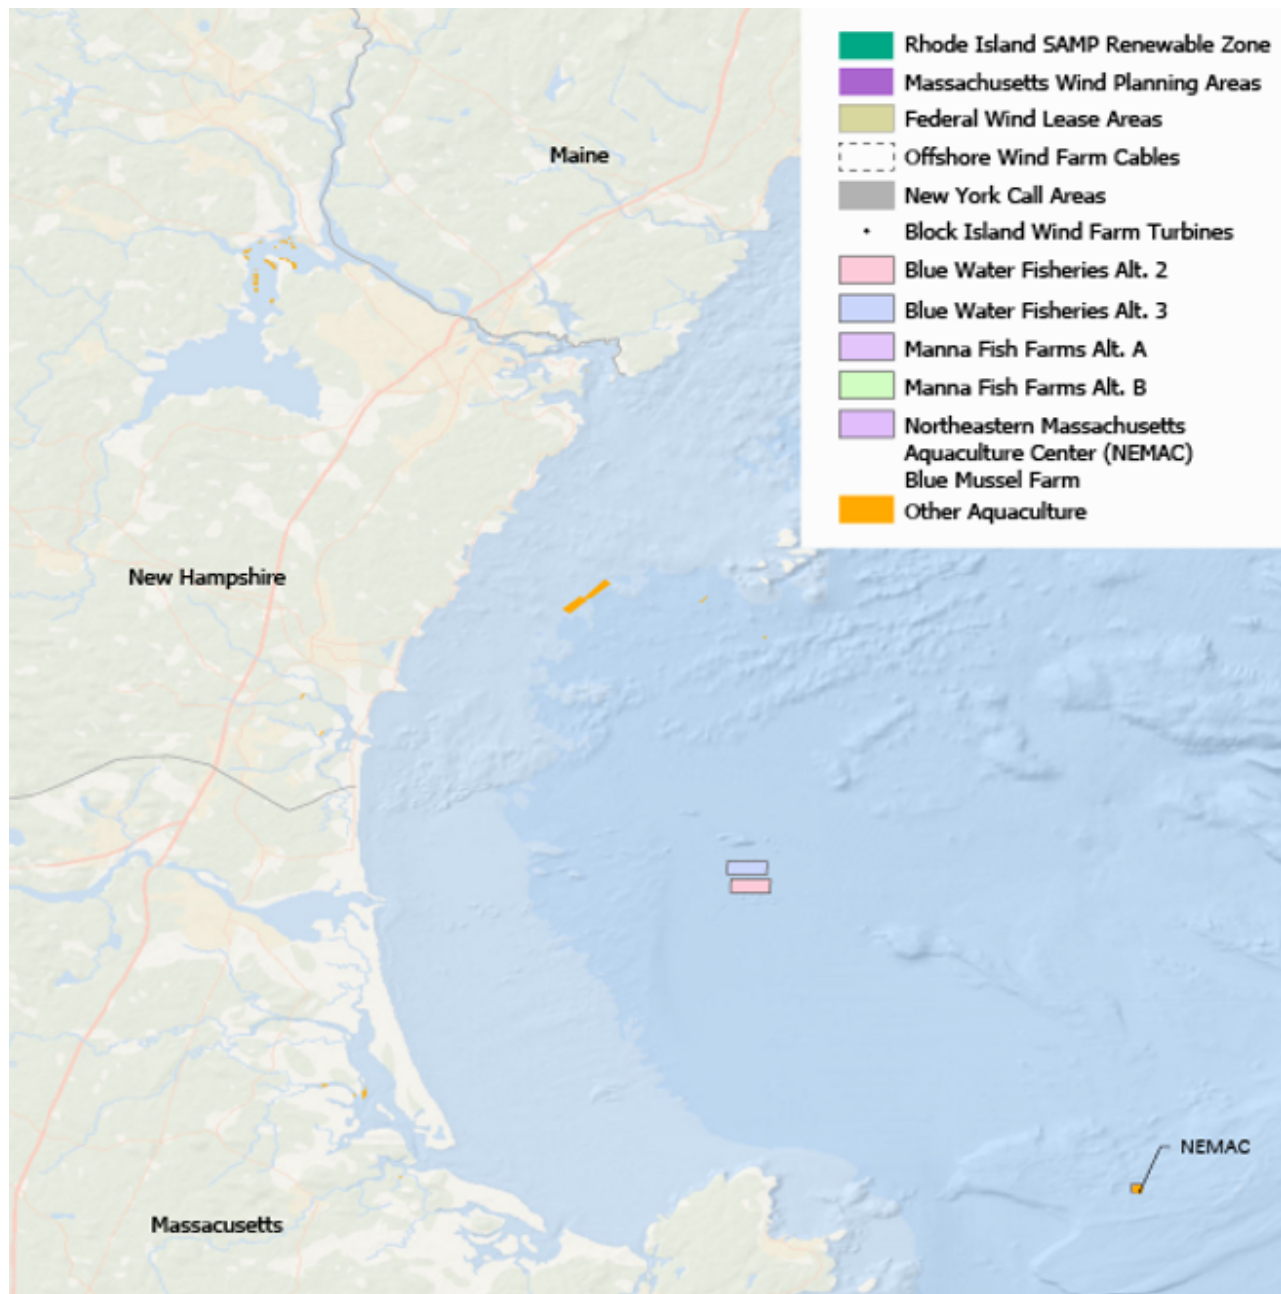 Rhode Island SAMP Renewable Zone
Massachusetts Wind Planning Areas
Federal Wind Lease Areas
Offshore Wind Farm Cables
New York Call Areas
Block Island Wind Farm Turbines
Blue Water Fisheries Alt. 2
Blue Water Fisheries Alt. 3
Manna Fish Farms Alt. A
Manna Fish Farms Alt. B
Northeastern Massachusetts
Aquaculture Center (NEMAC)
Blue Mussel Farm
Other Aquaculture
Maine
New Hampshire
NEMAC
Massacusetts